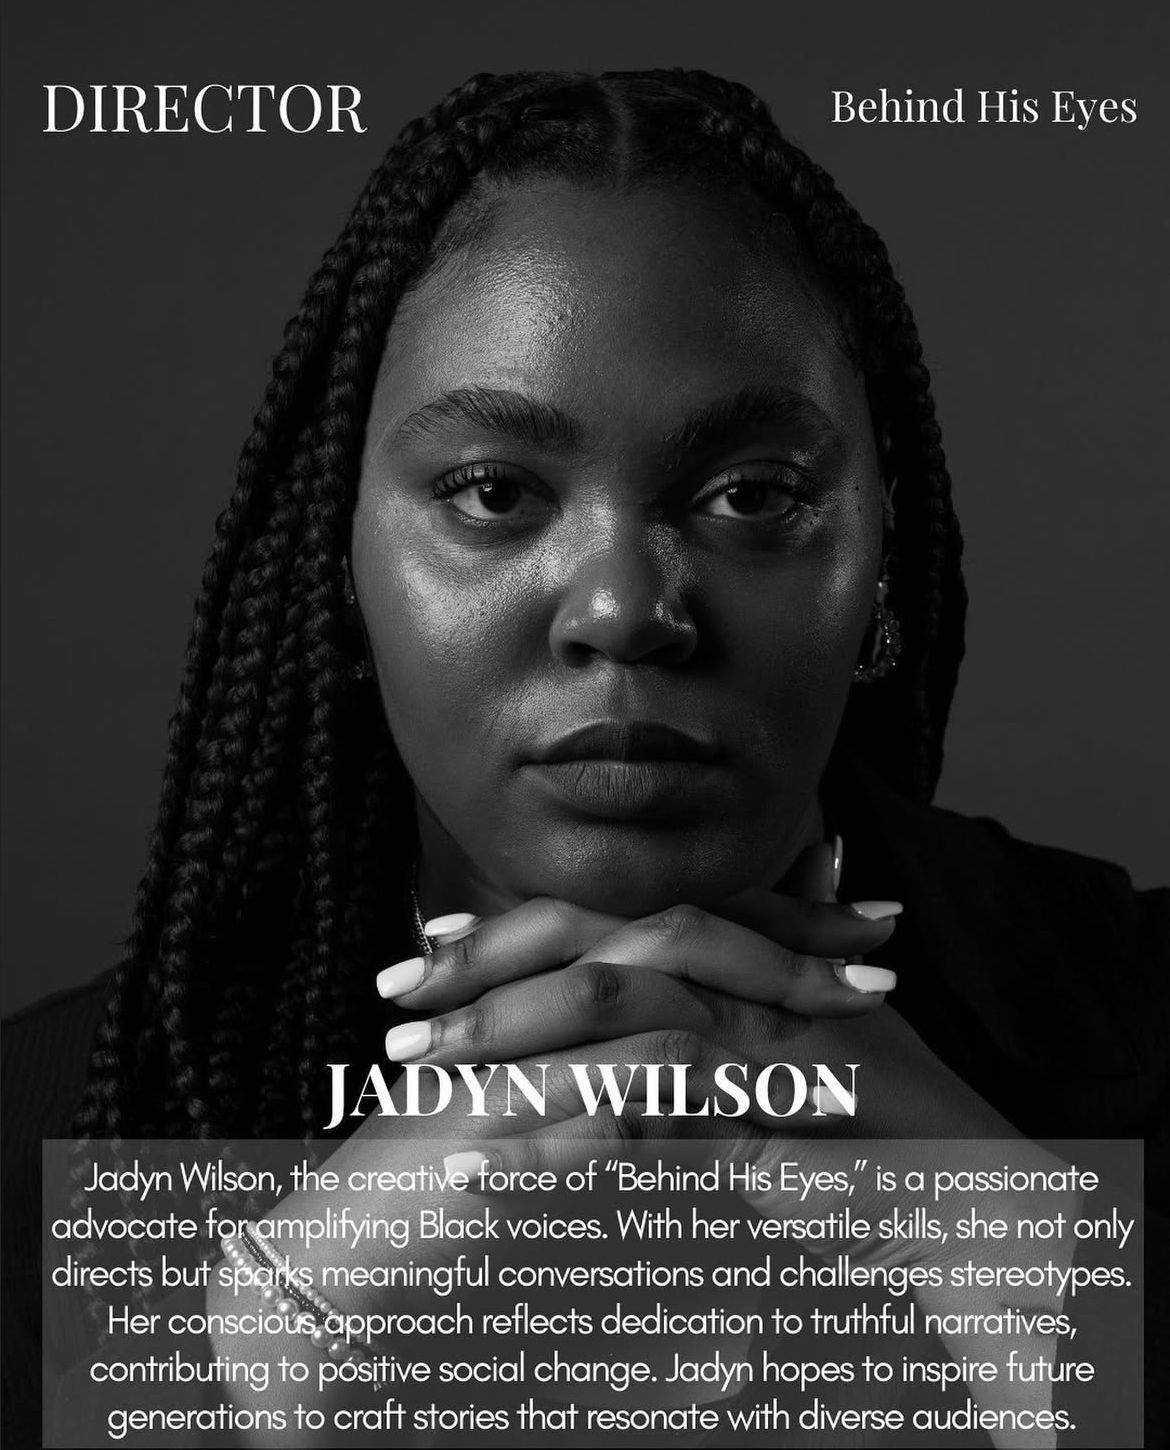 DIRECTOR
Behind His Eyes
JADYN WILSON
Jadyn Wilson, the creative force of “Behind His Eyes,” is a passionate
advocate for amplifying Black voices. With her versatile skills, she not only
directs but sparks meaningful conversations and challenges stereotypes.
Her conscious approach reflects dedication to truthful narratives,
contributing to positive social change. Jadyn hopes to inspire future
generations to craft stories that resonate with diverse audiences.